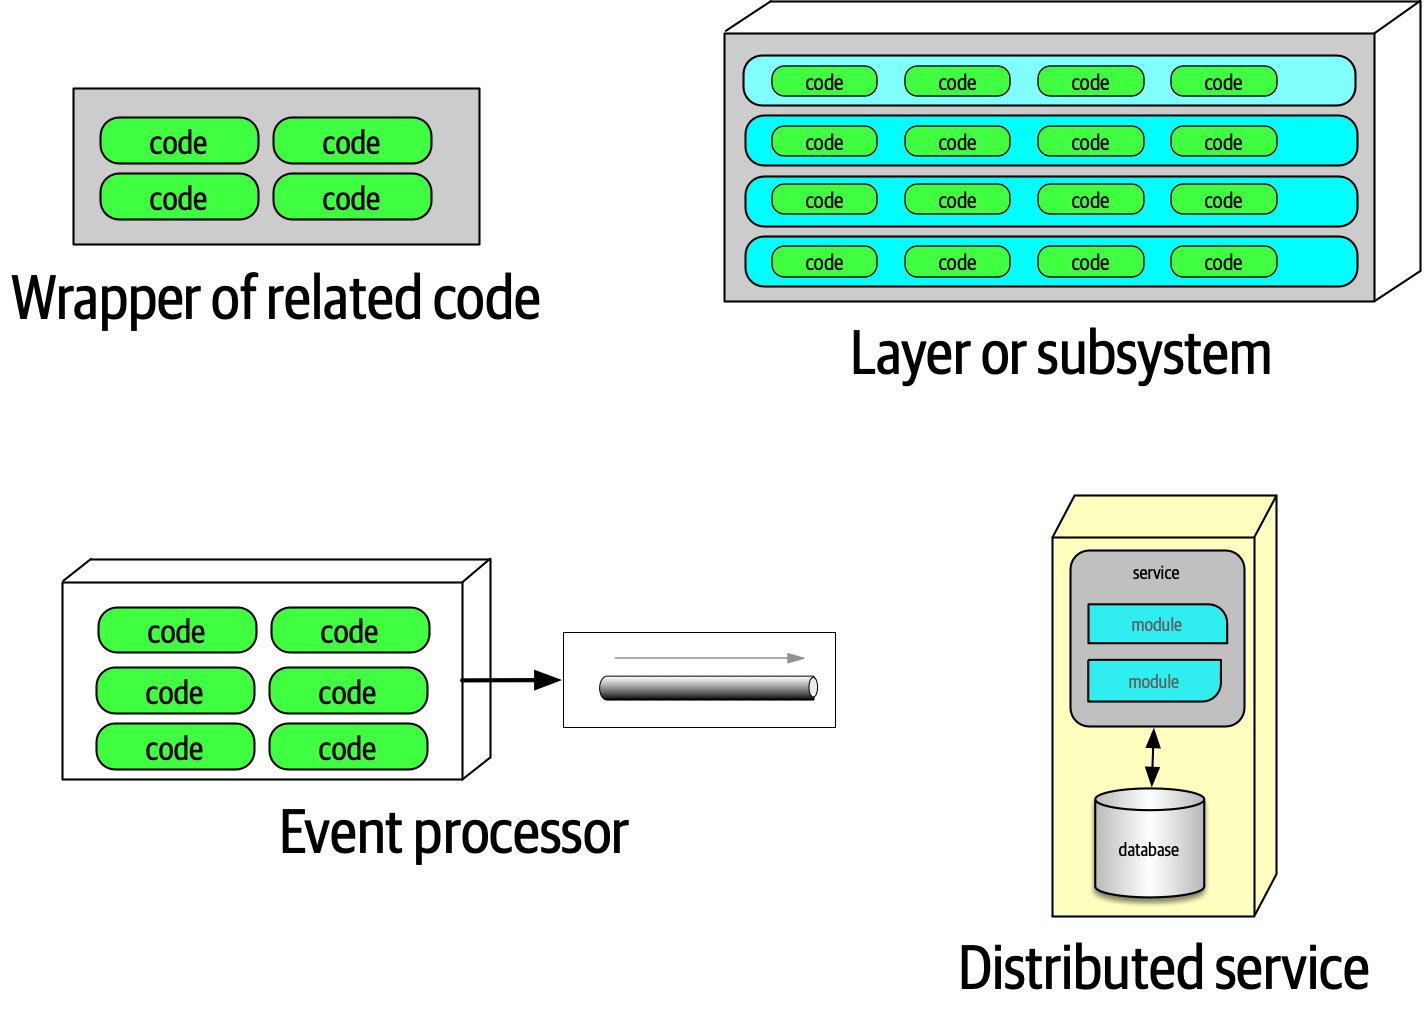 code code
code code
Wrapper of related code
code code code code
code code code code
code code code code
code code code code
Layer or subsystem
code code
code code
code code
Event processor
service
module
module
database
Distributed service